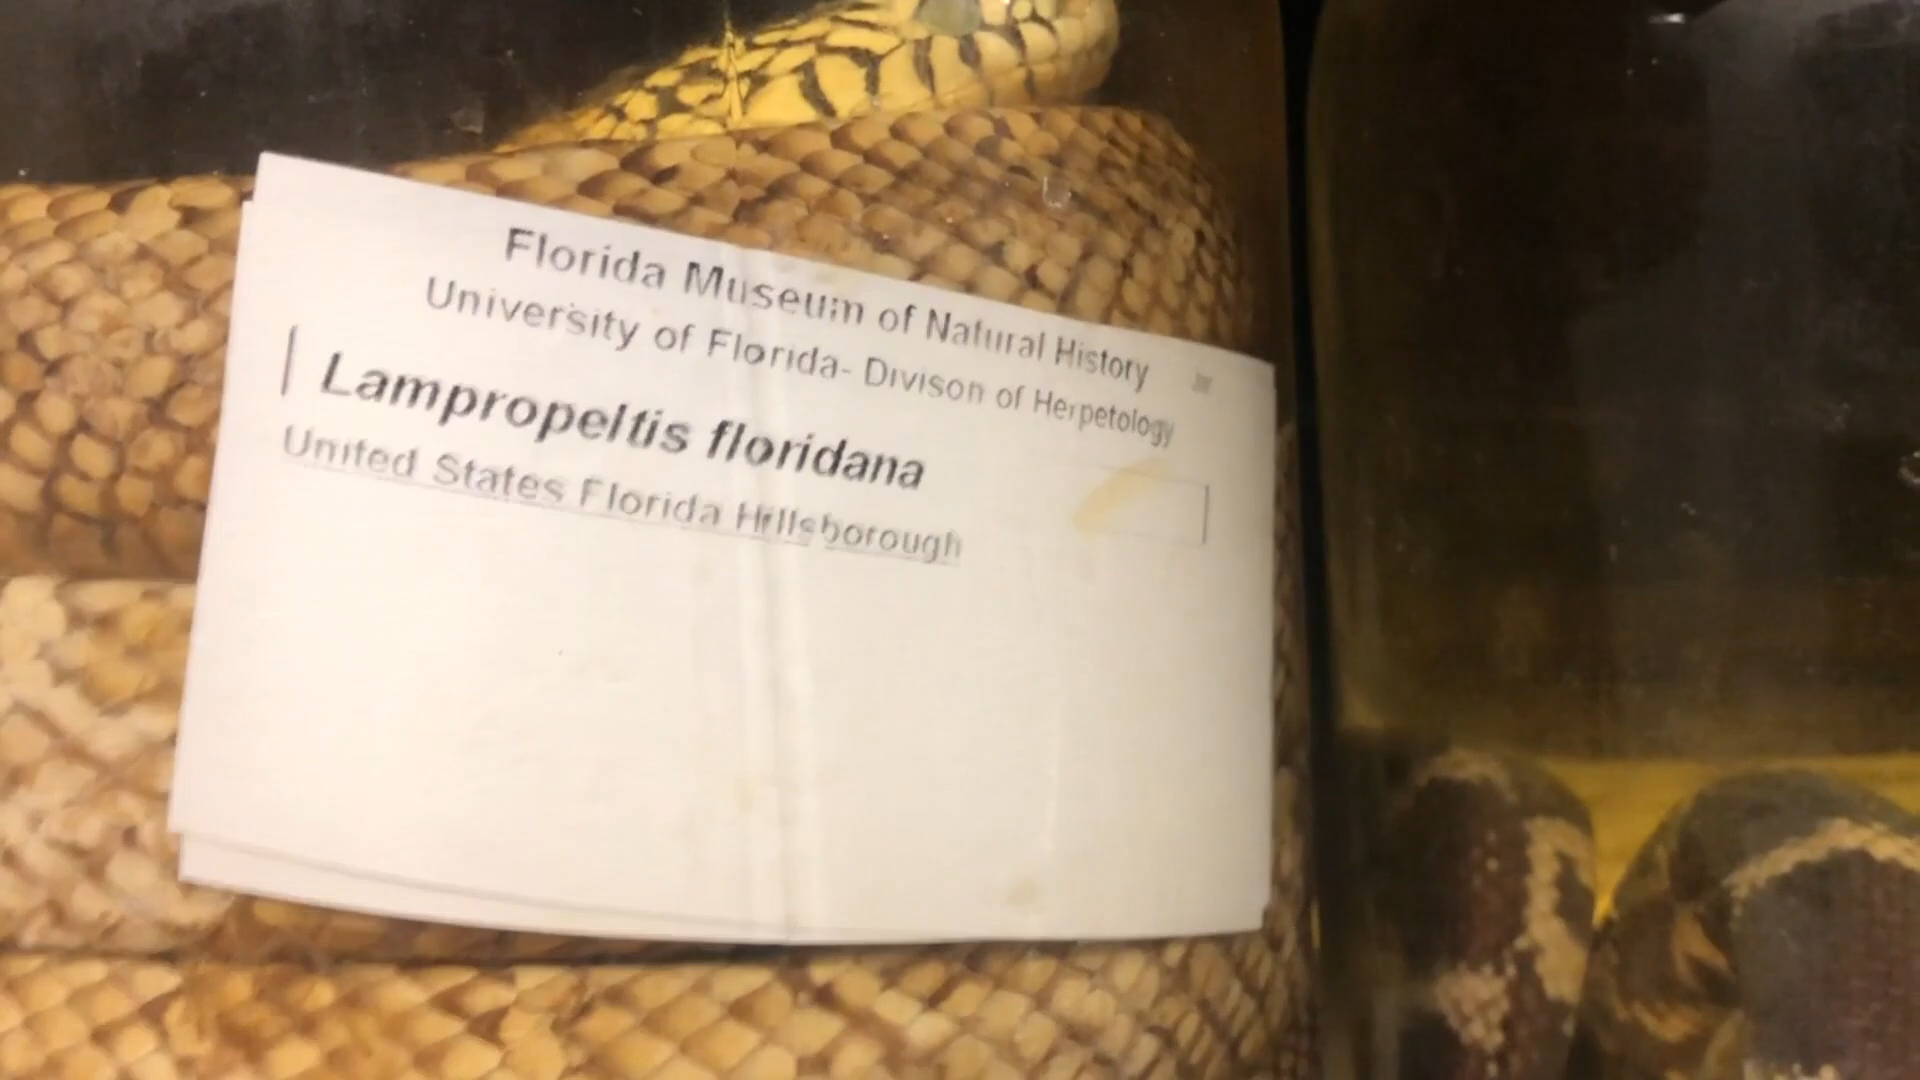 Florida Museum of Natural History
University of Florida- Divison of Herpetology
Lampropeltis floridana
United States Florida Hillsborough